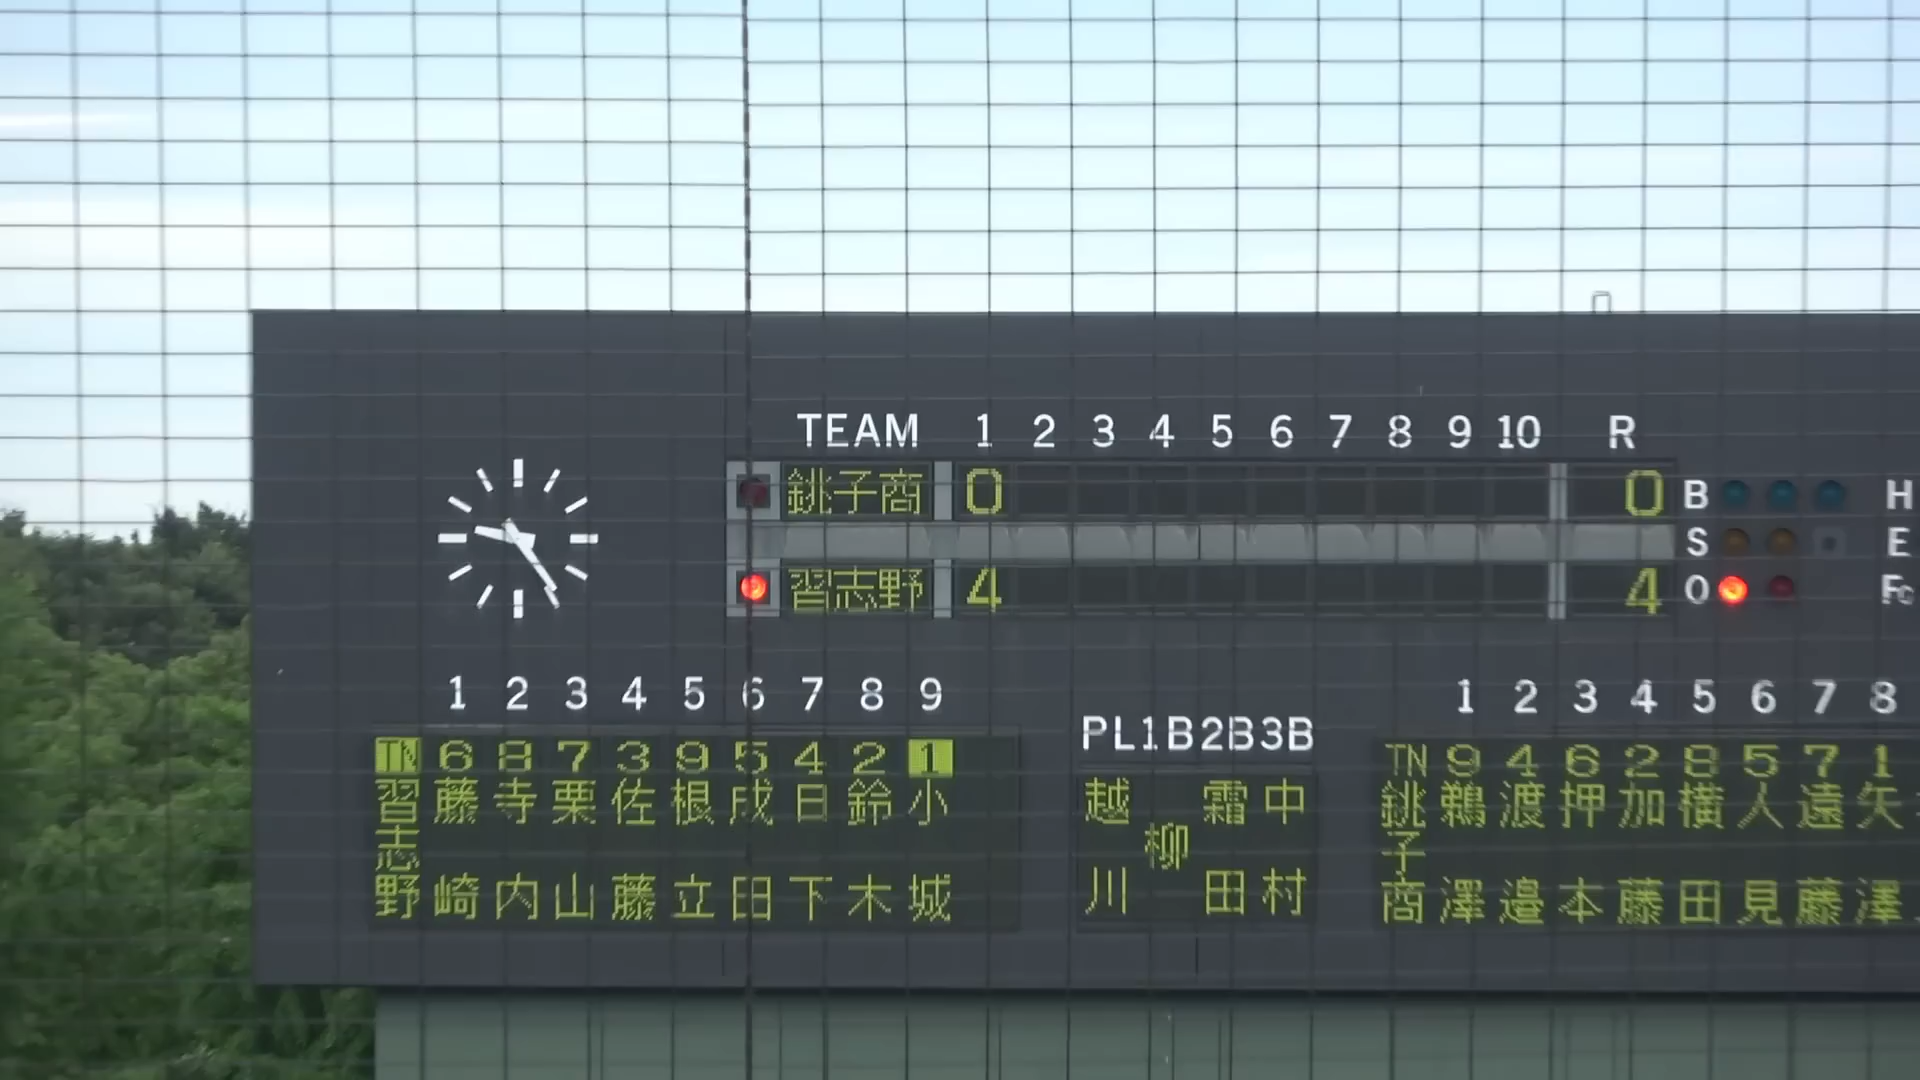 TEAM 1 2 3 4 5 6 7 8 9 10 R
銚子商 0 0 B H
S E
習志野 4 4 O Fc
1 2 3 4 5 6 7 8 9
TN 6 8 7 3 9 5 4 2 1
習志野 藤崎 寺内 栗山 佐藤 根立 成田 日下 鈴木 小城
PL 1B 2B 3B
越川 柳 霜田 中村
1 2 3 4 5 6 7 8
TN 9 4 6 2 8 5 7 1
銚子商 鵜澤 渡邉 押本 加藤 横田 人見 遠藤 矢澤